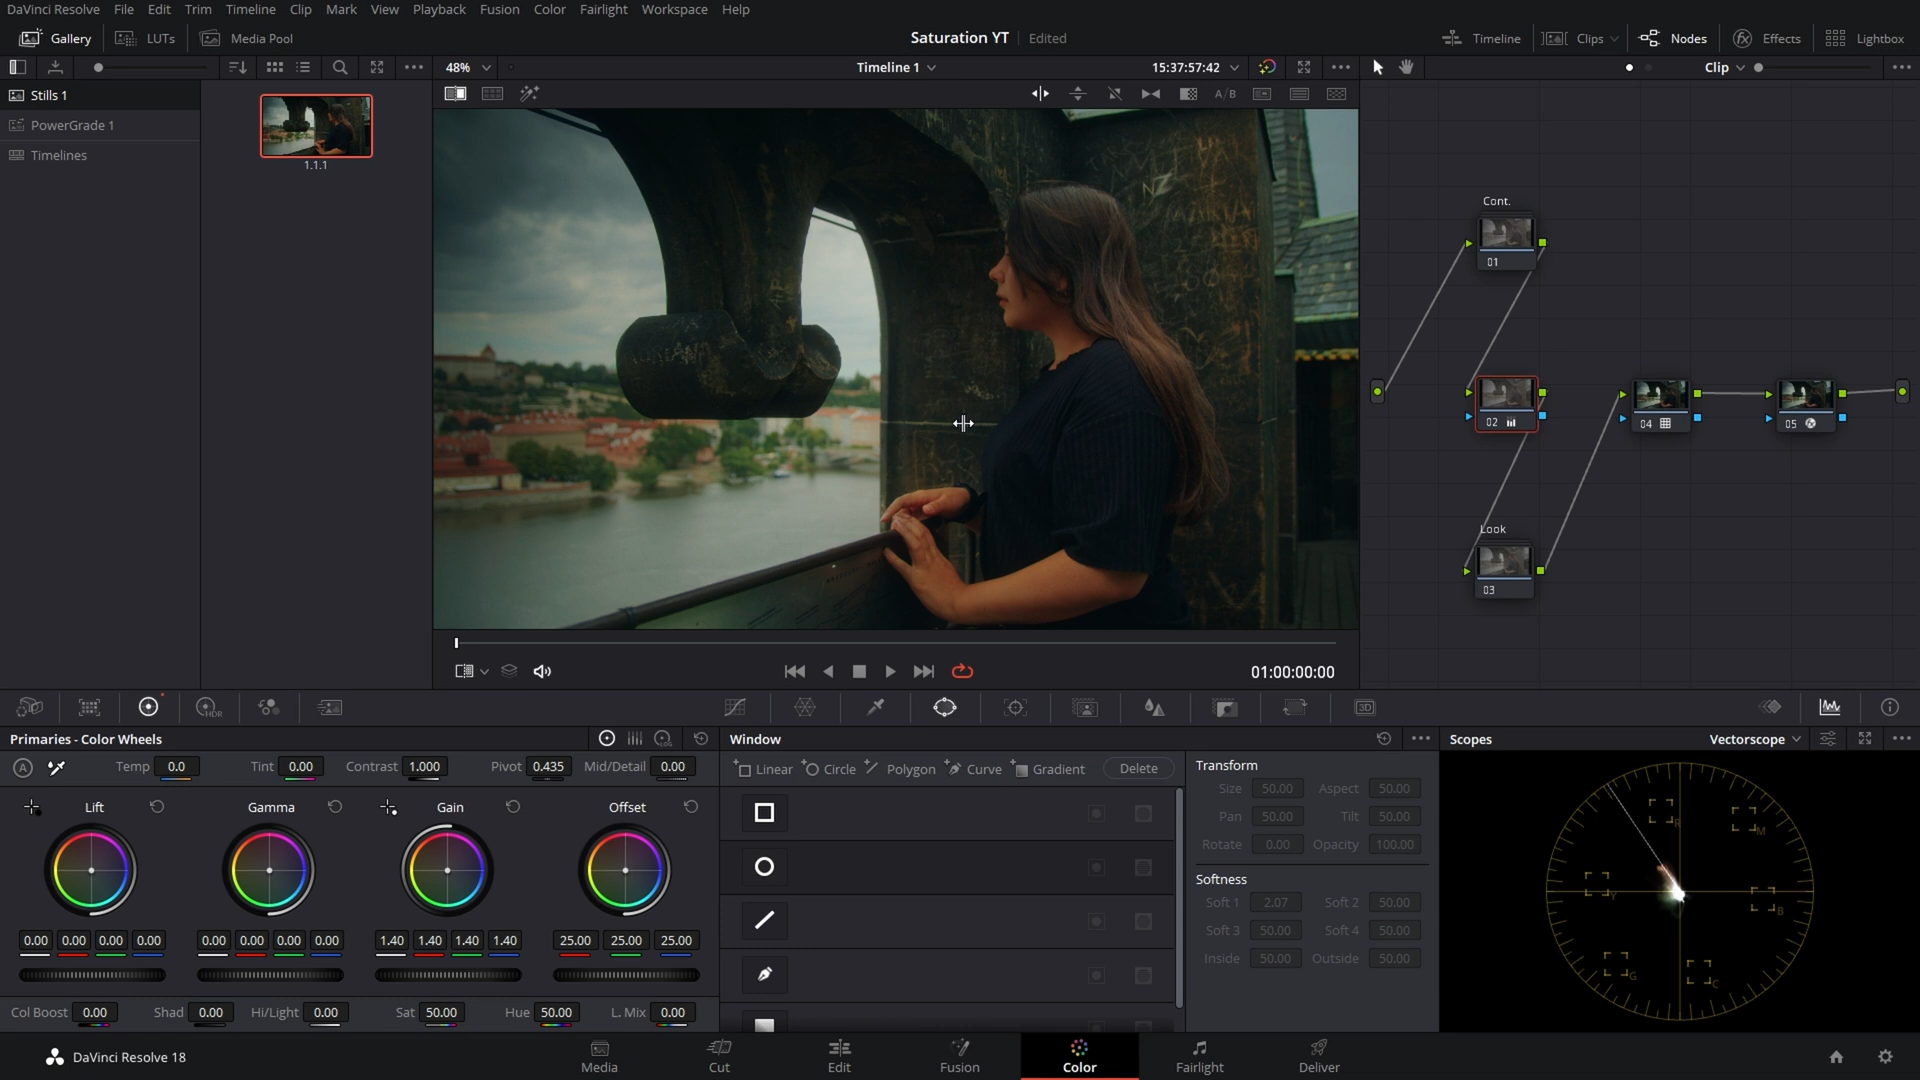 DaVinci Resolve File Edit Trim Timeline Clip Mark View Playback Fusion Color Fairlight Workspace Help
Gallery LUTs Media Pool Saturation YT Edited Timeline Clips Nodes Effects Lightbox
48% Timeline 1 15:37:57:42 Clip
A/B
Stills 1
PowerGrade 1
Timelines
1.1.1
NZ
Cont.
01
02
04
05
Look
03
01:00:00:00
HDR
3D
Primaries - Color Wheels
LOG
Window
Scopes
Vectorscope
A Temp 0.0 Tint 0.00 Contrast 1.000 Pivot 0.435 Mid/Detail 0.00
Linear Circle Polygon Curve Gradient Delete
Lift Gamma Gain Offset
0.00 0.00 0.00 0.00 0.00 0.00 0.00 0.00 1.40 1.40 1.40 1.40 25.00 25.00 25.00
Col Boost 0.00 Shad 0.00 Hi/Light 0.00 Sat 50.00 Hue 50.00 L. Mix 0.00
Transform
Size 50.00 Aspect 50.00
Pan 50.00 Tilt 50.00
Rotate 0.00 Opacity 100.00
Softness
Soft 1 2.07 Soft 2 50.00
Soft 3 50.00 Soft 4 50.00
Inside 50.00 Outside 50.00
R
M
Y
B
G
C
DaVinci Resolve 18
Media Cut Edit Fusion Color Fairlight Deliver